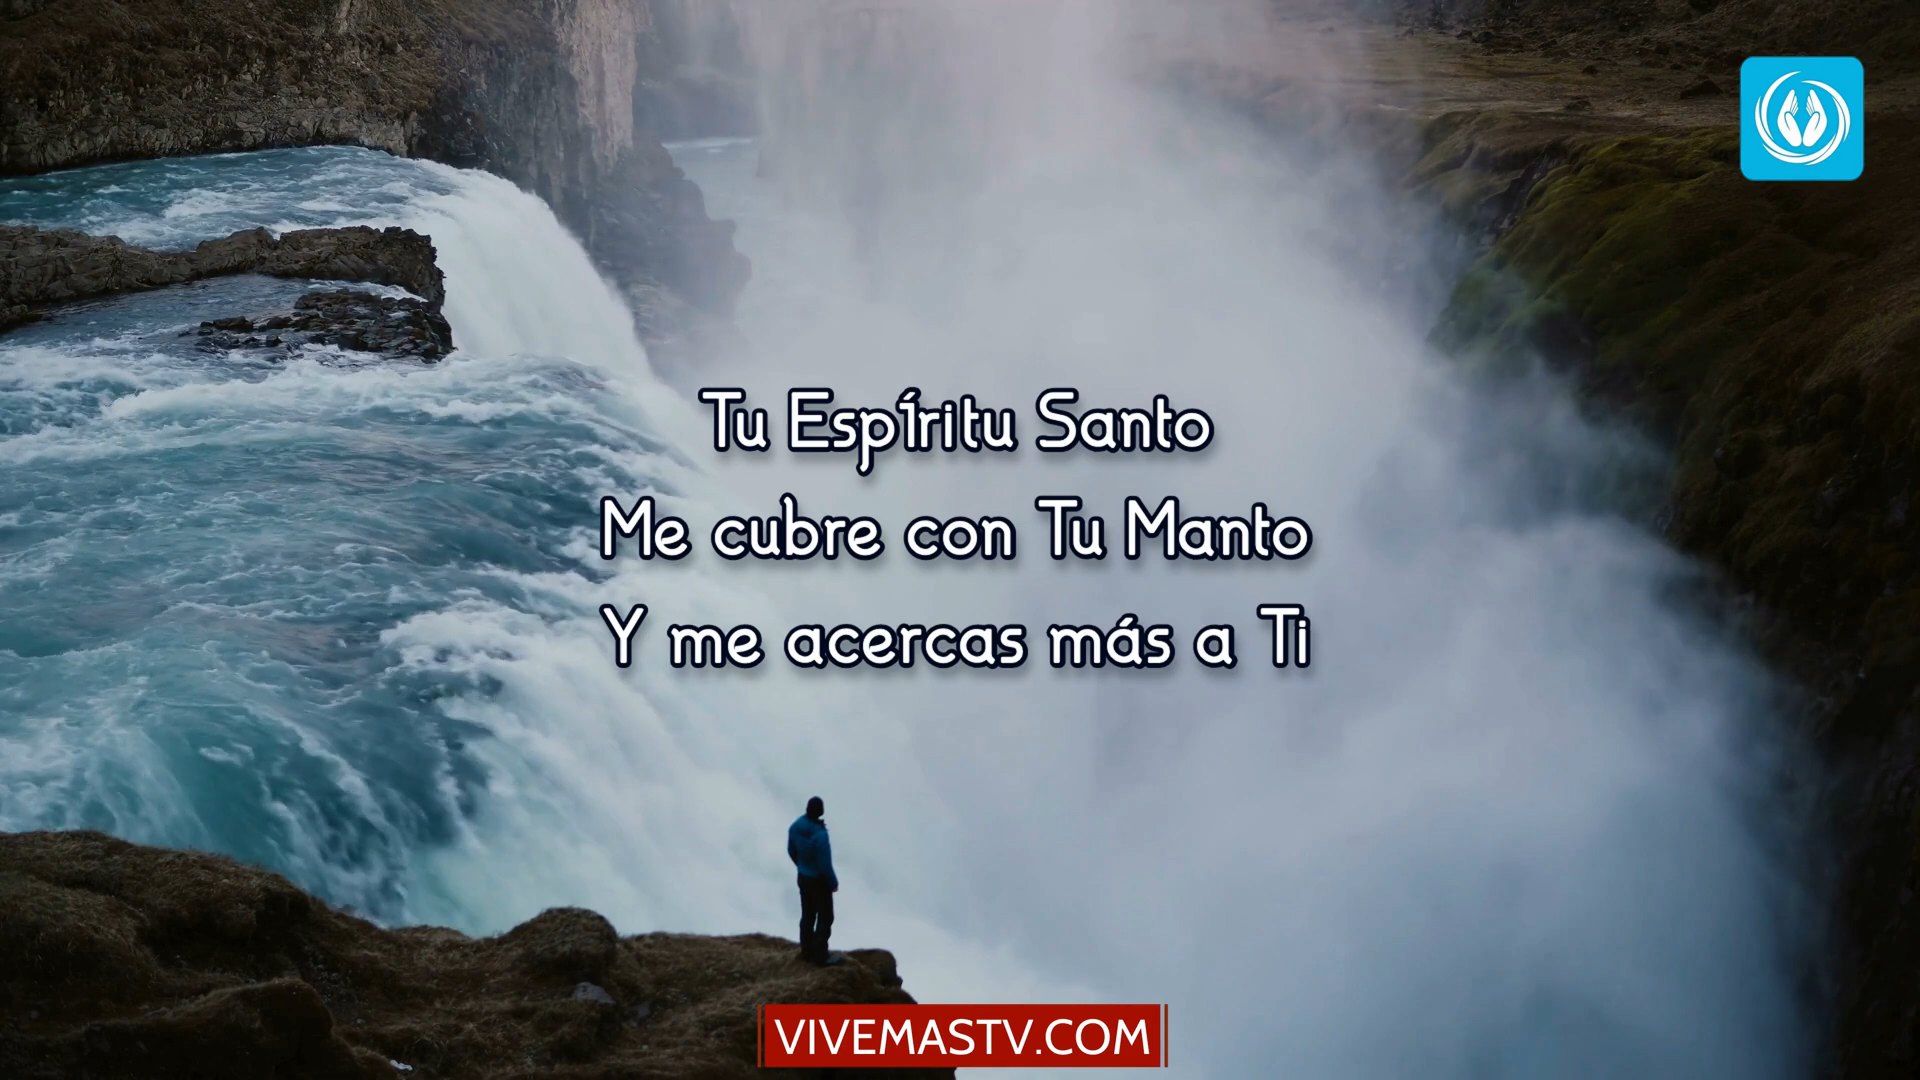 Tu Espíritu Santo
Me cubre con Tu Manto
Y me acercas más a Ti
VIVEMASTV.COM